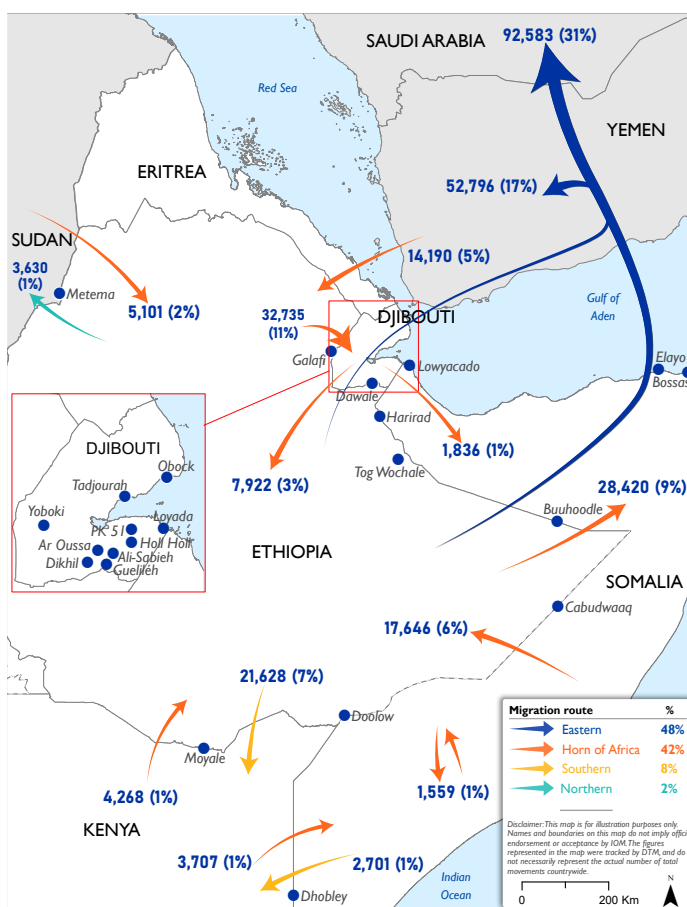 SAUDI ARABIA
92,583 (31%)
Red Sea
YEMEN
ERITREA
52,796 (17%)
SUDAN
3,630
(1%)
Metema
14,190 (5%)
5,101 (2%)
32,735
(11%)
DJIBOUTI
Gulf of
Aden
Galafi
Lowyacado
Elayo
Dawale
Harirad
1,836 (1%)
Tog Wochale
7,922 (3%)
28,420 (9%)
Buuhoodle
DJIBOUTI
Obock
Tadjourah
Yoboki
PK 51
Loyada
Ar Oussa
Holl Holl
Ali-Sabieh
Dikhil
Guelileh
ETHIOPIA
SOMALIA
Cabudwaaq
17,646 (6%)
21,628 (7%)
Doolow
Moyale
4,268 (1%)
1,559 (1%)
KENYA
3,707 (1%)
2,701 (1%)
Dhobley
Indian
Ocean
Migration route %
Eastern 48%
Horn of Africa 42%
Southern 8%
Northern 2%
Disclaimer: This map is for illustration purposes only.
Names and boundaries on this map do not imply
endorsement or acceptance by IOM. The figures
represented in the map were tracked by DTM, and do
not necessarily represent the actual number of total
movements countrywide.
N
0 200 Km